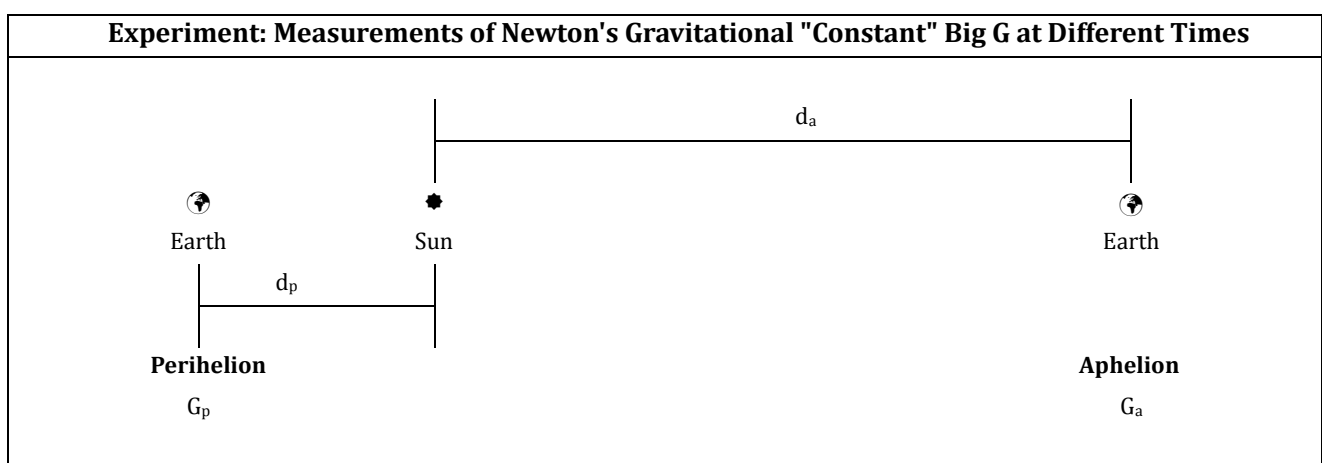 Experiment: Measurements of Newton's Gravitational "Constant" Big G at Different Times
dₐ
Earth Sun Earth
dₚ
Perihelion Aphelion
Gₚ Gₐ